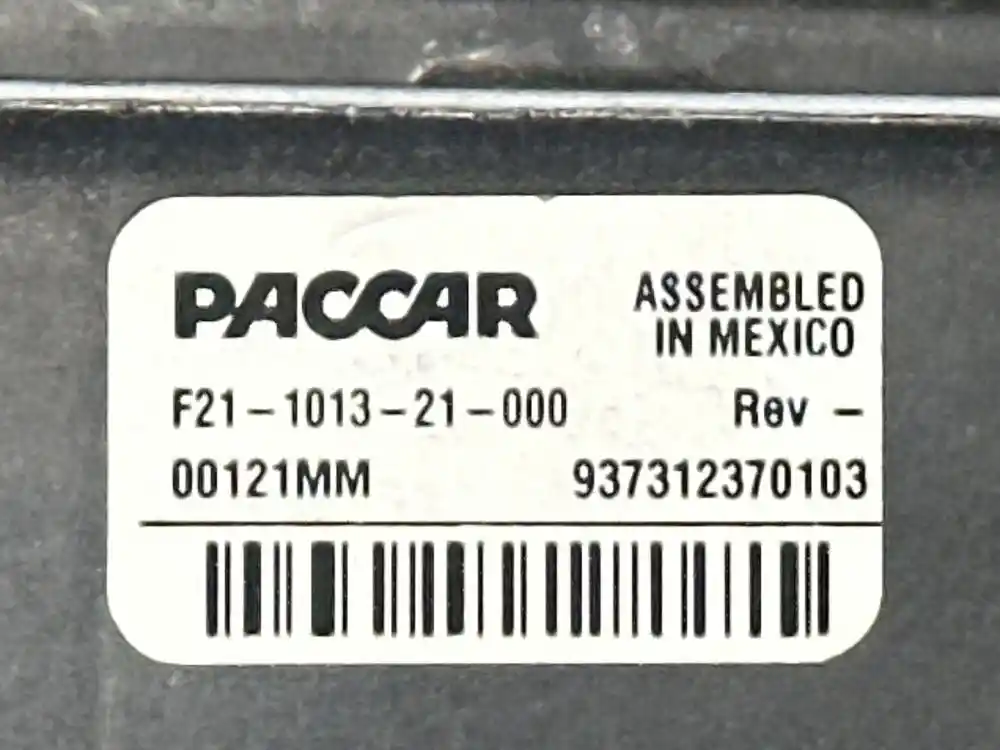 PACCAR
ASSEMBLED
IN MEXICO
F21-1013-21-000 Rev -
00121MM 937312370103